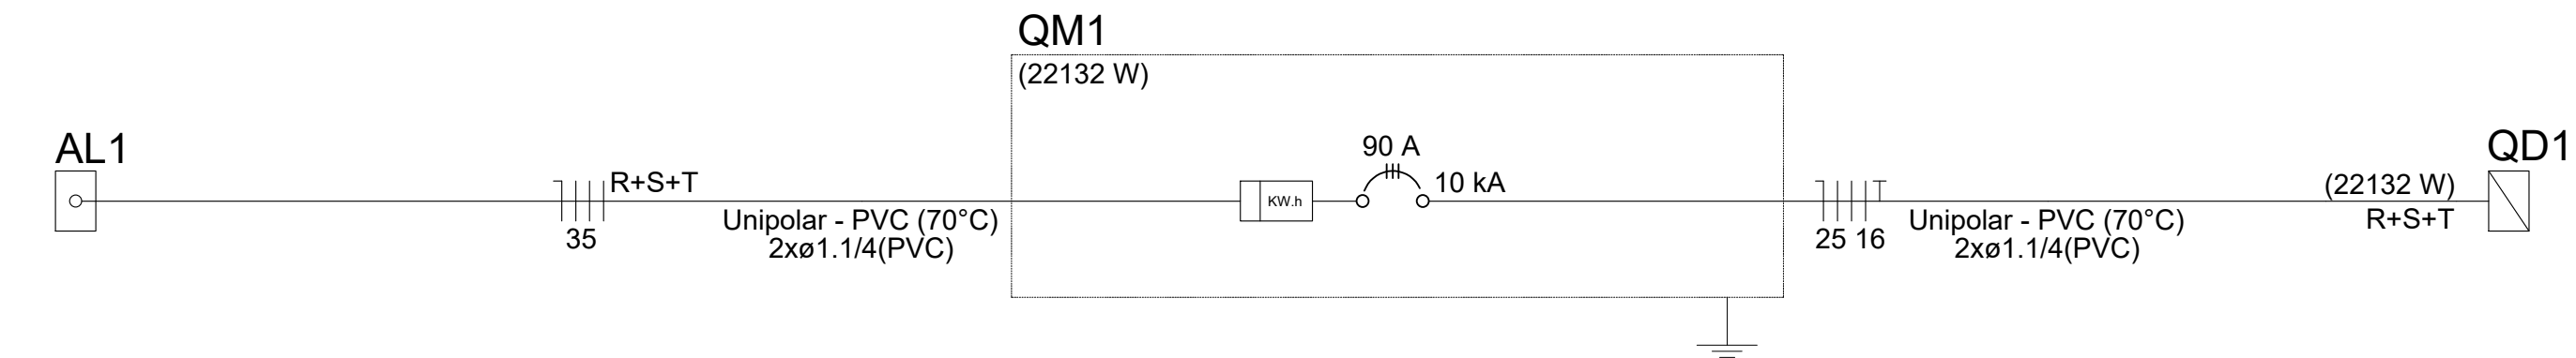 QM1
(22132 W)
AL1
R+S+T
35
Unipolar - PVC (70°C)
2xø1.1/4(PVC)
KW.h
90 A
10 kA
25 16
Unipolar - PVC (70°C)
2xø1.1/4(PVC)
QD1
(22132 W)
R+S+T